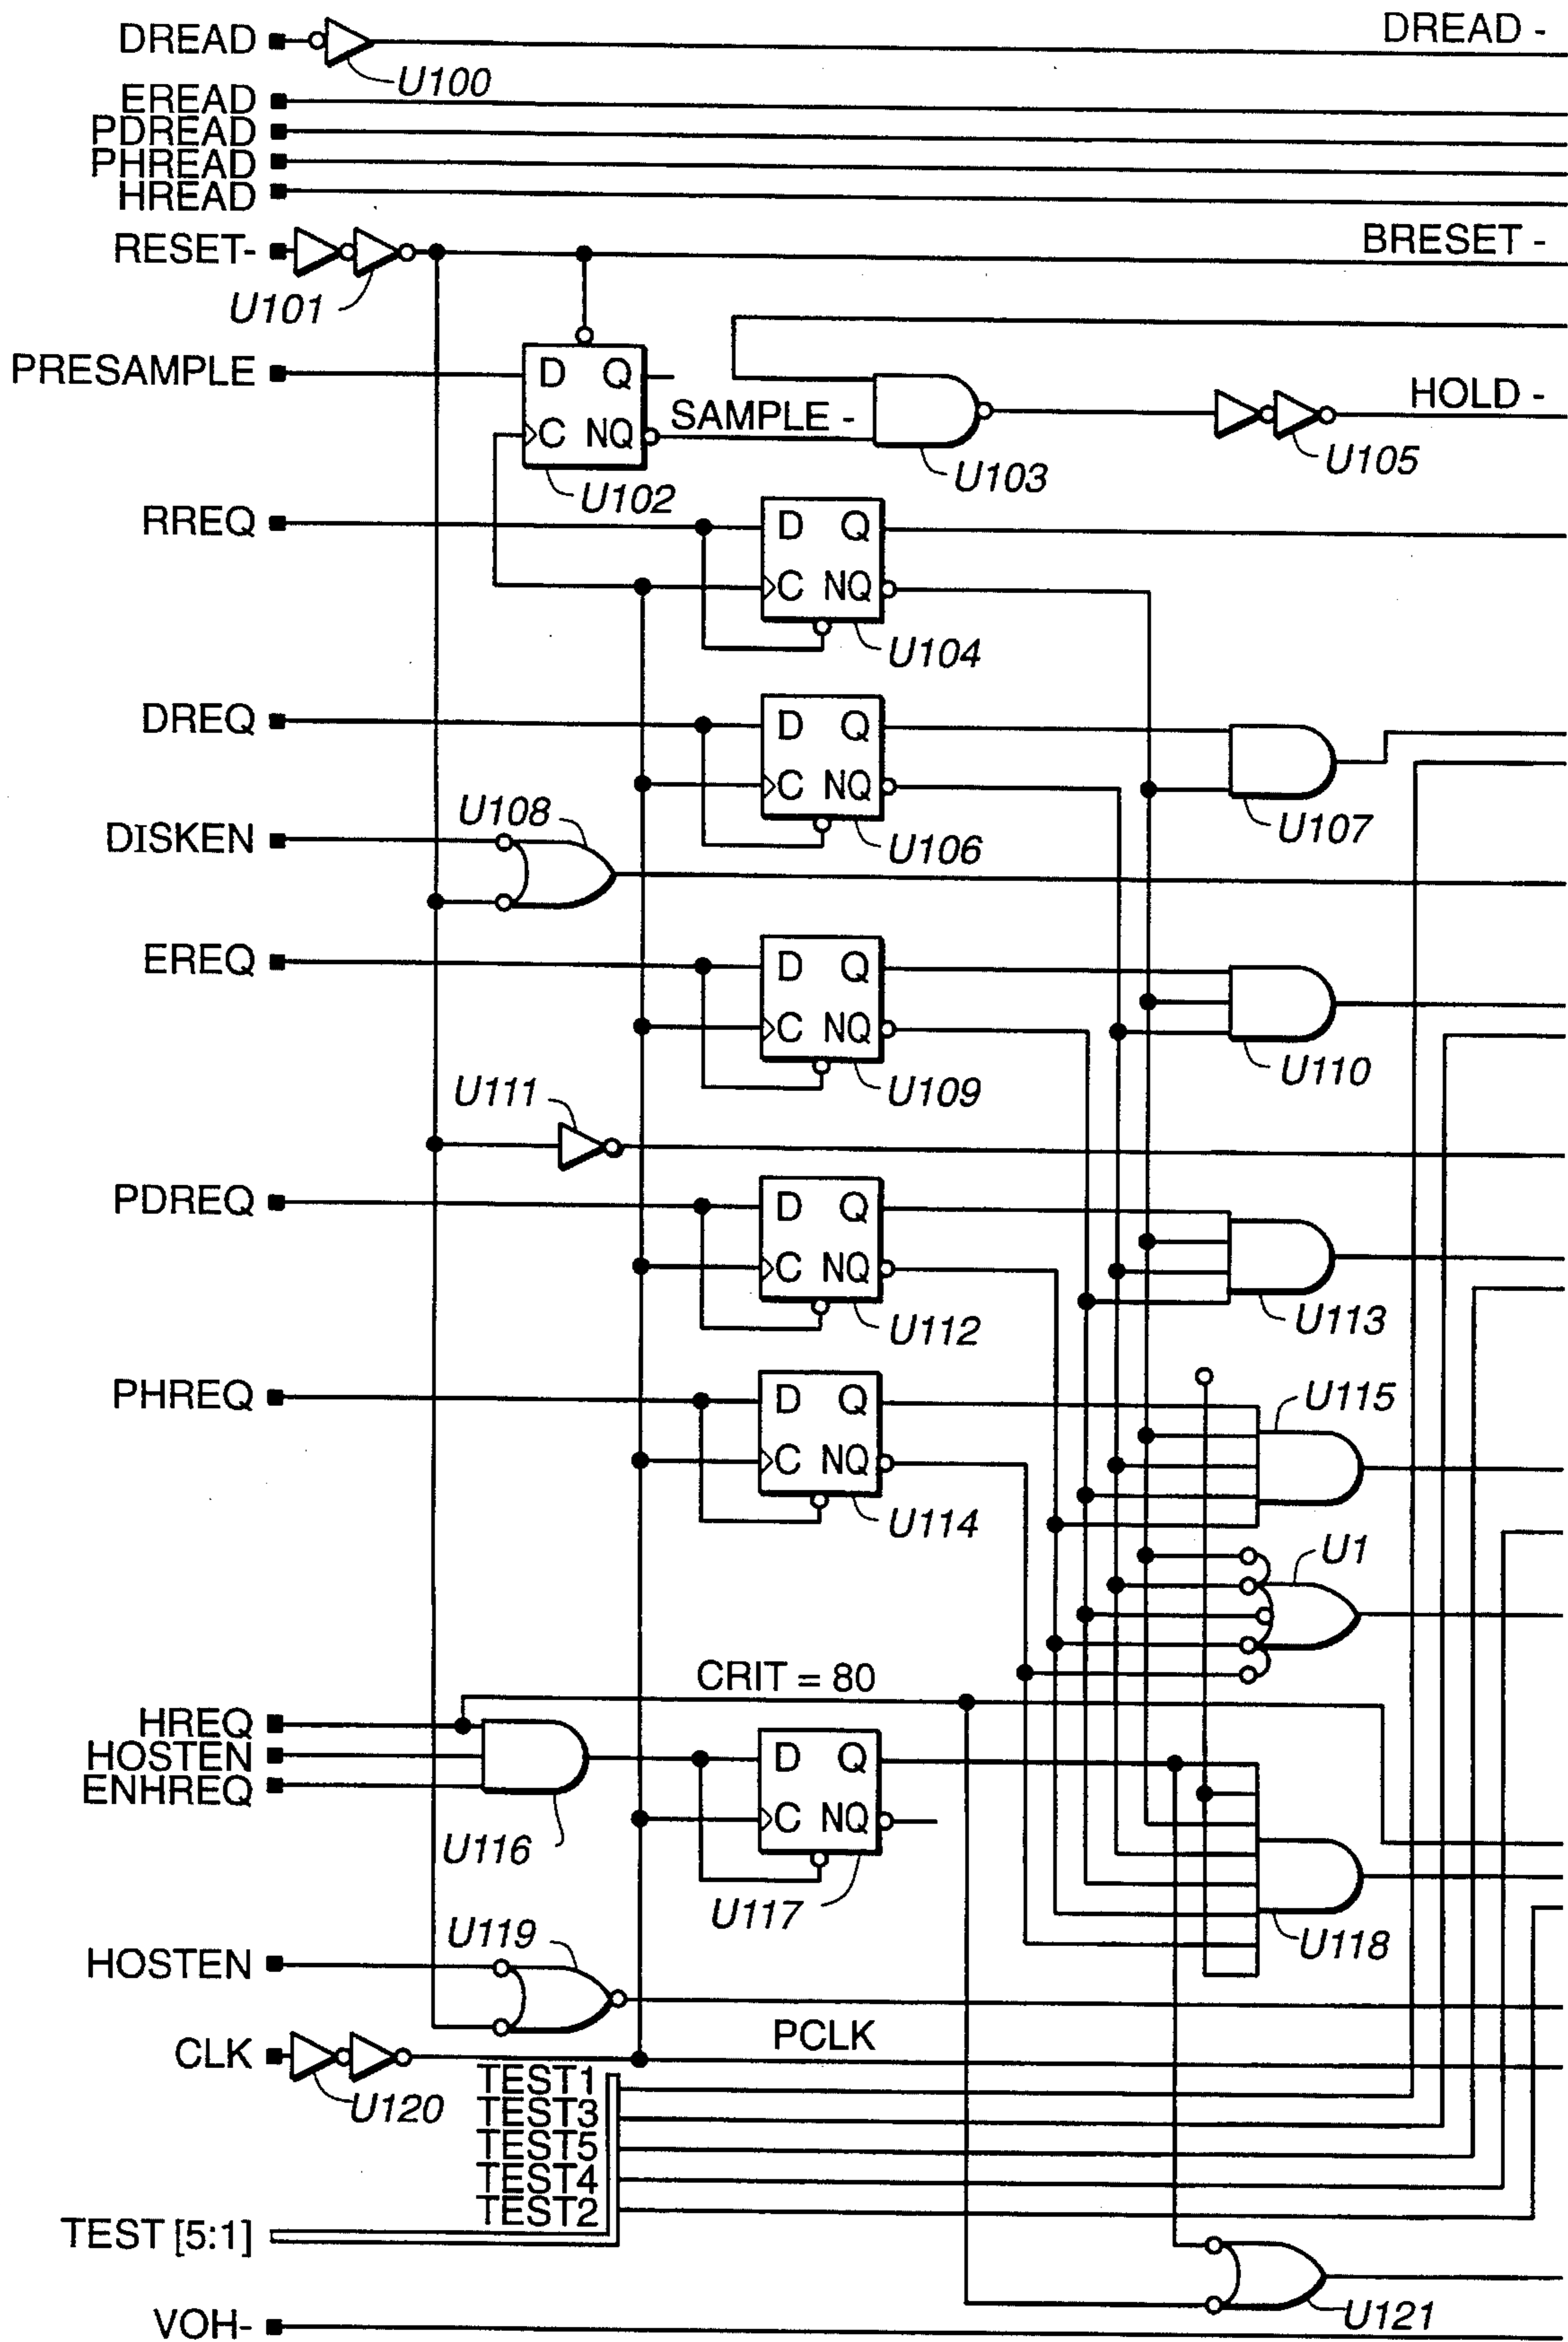 DREAD
DREAD -
U100
EREAD
PDREAD
PHREAD
HREAD
RESET-
BRESET -
U101
PRESAMPLE
D Q
C NQ
SAMPLE -
HOLD -
U102
U103
U105
RREQ
D Q
C NQ
U104
DREQ
D Q
C NQ
U106
U107
DISKEN
U108
EREQ
D Q
C NQ
U109
U110
U111
PDREQ
D Q
C NQ
U112
U113
PHREQ
D Q
C NQ
U114
U115
U1
CRIT = 80
HREQ
HOSTEN
ENHREQ
D Q
C NQ
U116
U117
U118
HOSTEN
U119
CLK
PCLK
U120
TEST1
TEST3
TEST5
TEST4
TEST2
TEST [5:1]
U121
VOH-